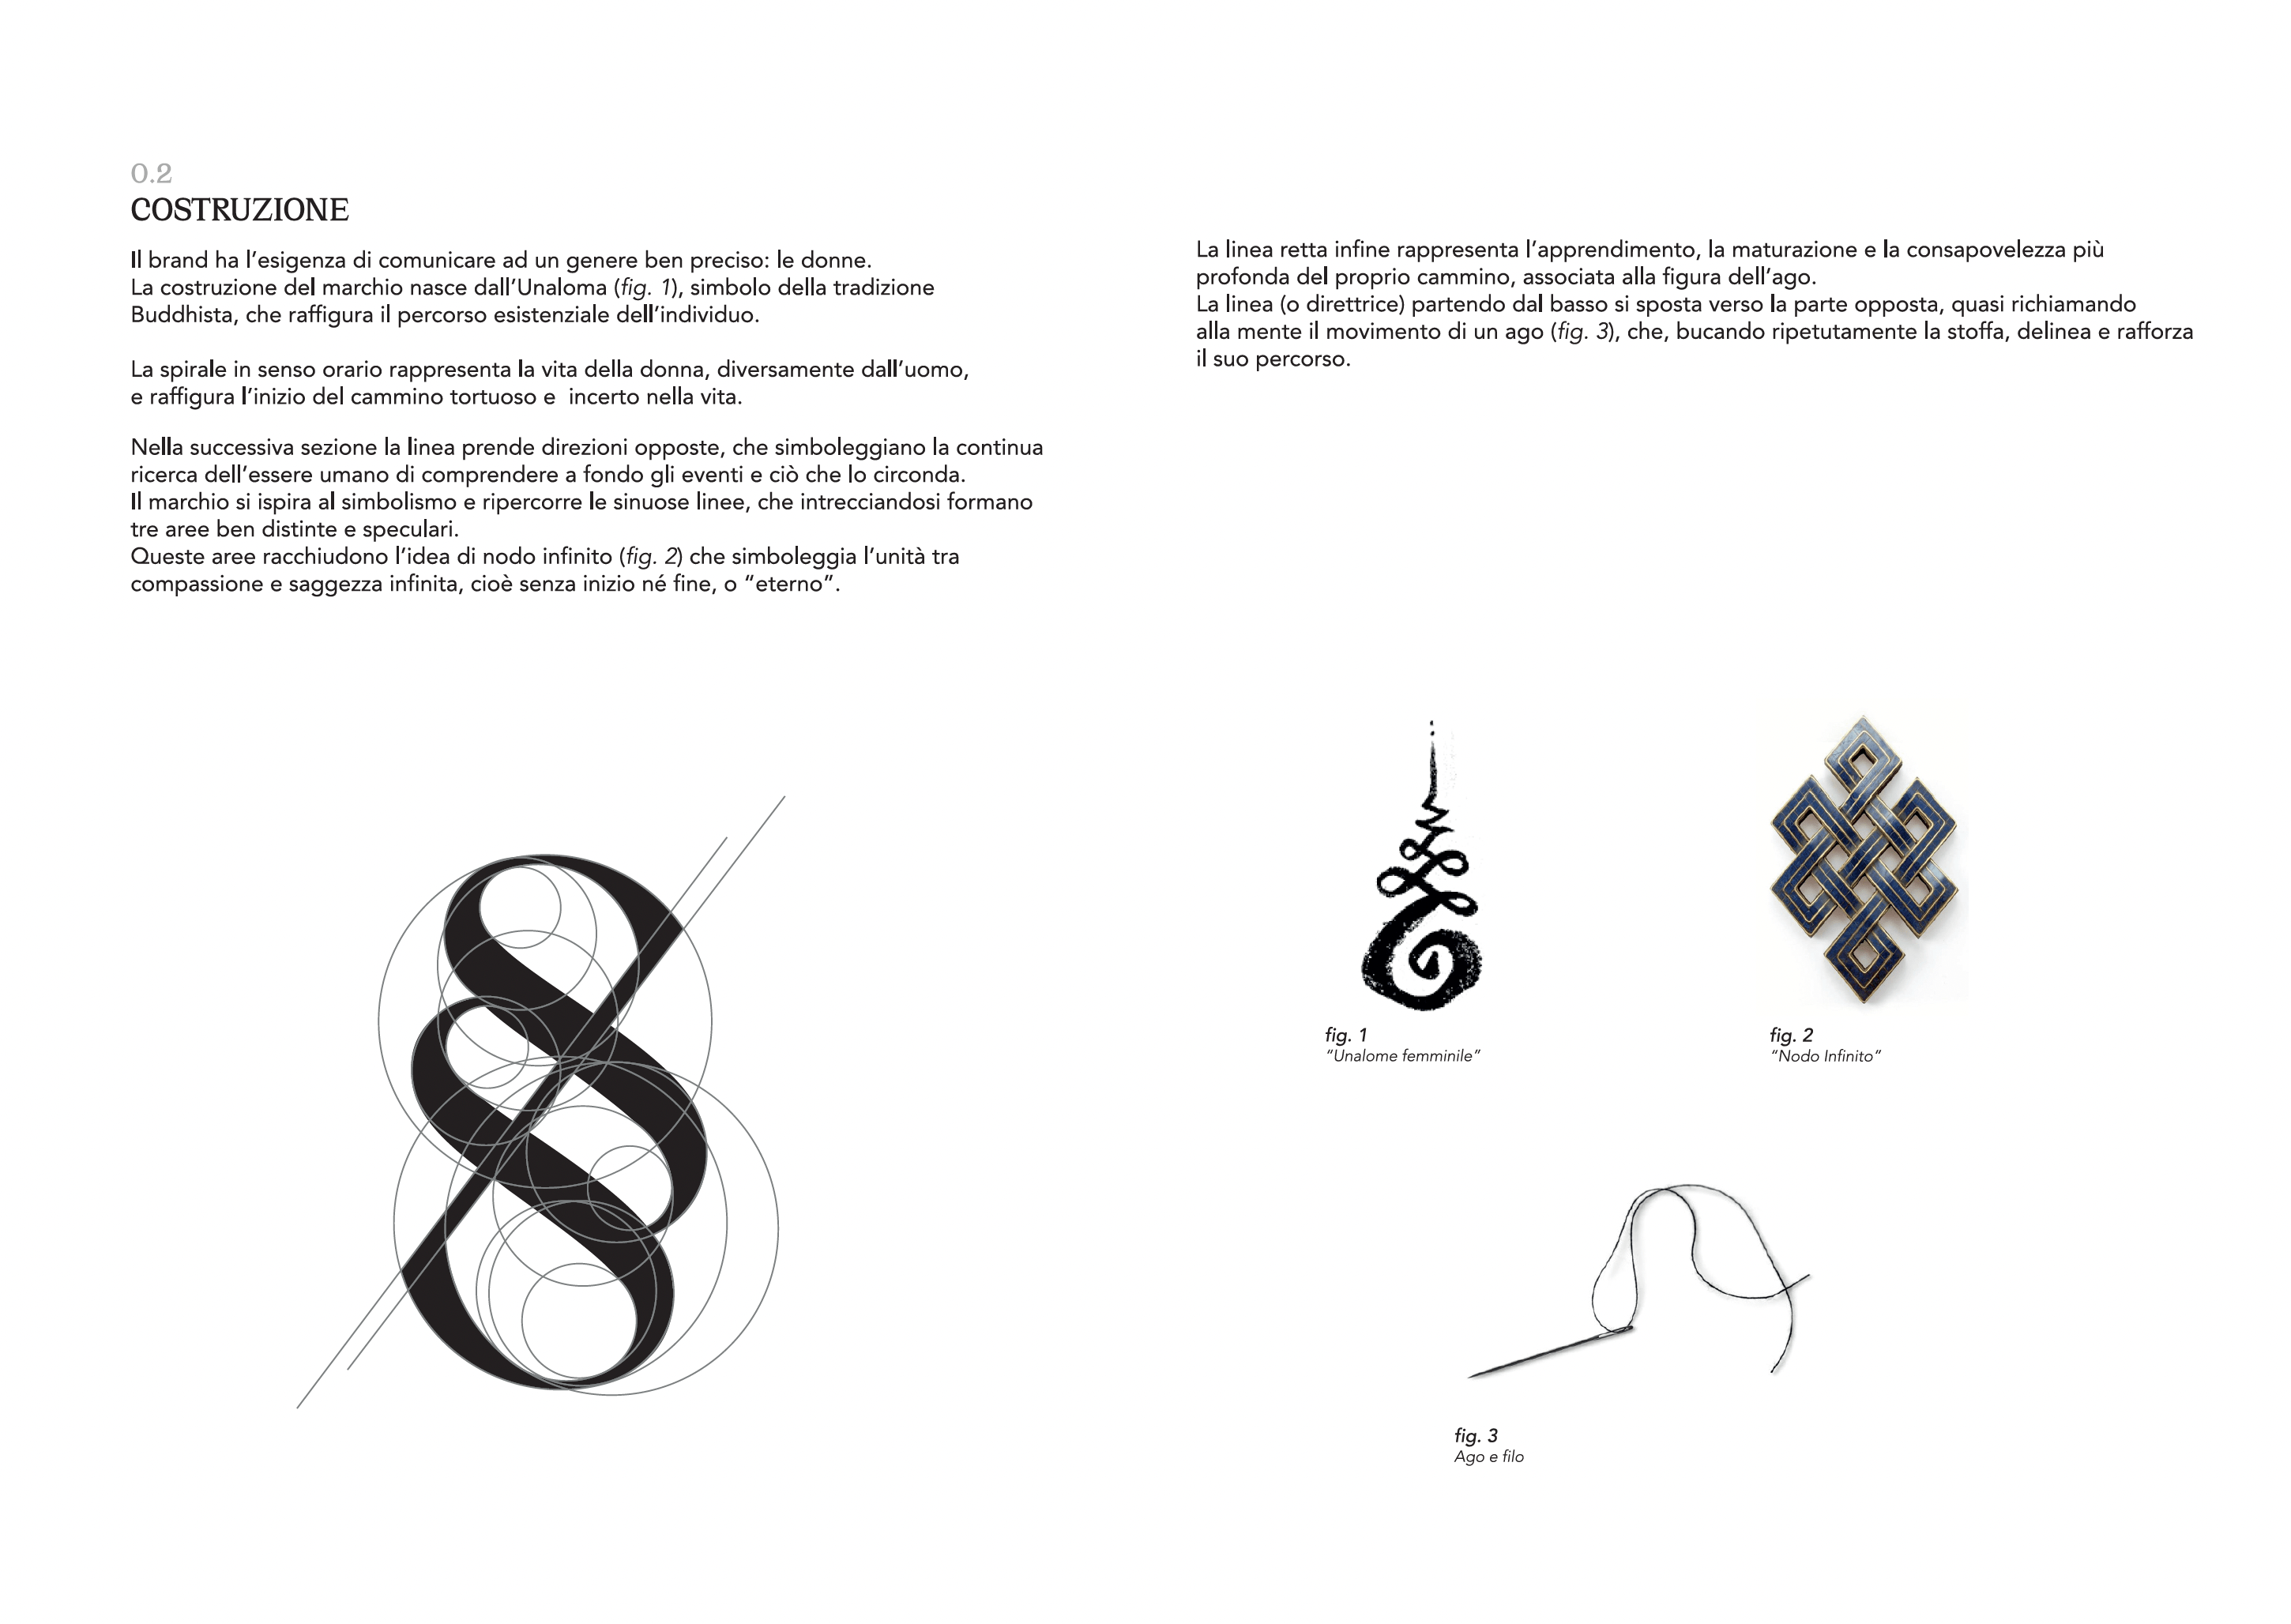 0.2
COSTRUZIONE
Il brand ha l’esigenza di comunicare ad un genere ben preciso: le donne.
La costruzione del marchio nasce dall’Unaloma (fig. 1), simbolo della tradizione
Buddhista, che raffigura il percorso esistenziale dell’individuo.
La spirale in senso orario rappresenta la vita della donna, diversamente dall’uomo,
e raffigura l’inizio del cammino tortuoso e  incerto nella vita.
Nella successiva sezione la linea prende direzioni opposte, che simboleggiano la continua
ricerca dell’essere umano di comprendere a fondo gli eventi e ciò che lo circonda.
Il marchio si ispira al simbolismo e ripercorre le sinuose linee, che intrecciandosi formano
tre aree ben distinte e speculari.
Queste aree racchiudono l’idea di nodo infinito (fig. 2) che simboleggia l’unità tra
compassione e saggezza infinita, cioè senza inizio né fine, o “eterno”.
La linea retta infine rappresenta l’apprendimento, la maturazione e la consapovelezza più
profonda del proprio cammino, associata alla figura dell’ago.
La linea (o direttrice) partendo dal basso si sposta verso la parte opposta, quasi richiamando
alla mente il movimento di un ago (fig. 3), che, bucando ripetutamente la stoffa, delinea e rafforza
il suo percorso.
fig. 1
“Unalome femminile”
fig. 2
“Nodo Infinito”
fig. 3
Ago e filo